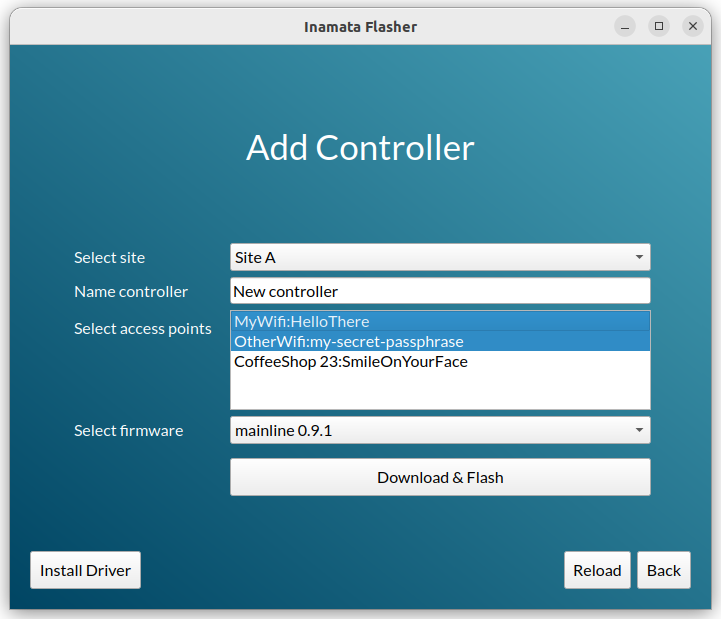 Inamata Flasher
Add Controller
Select site
Site A
Name controller
New controller
Select access points
MyWifi:HelloThere
OtherWifi:my-secret-passphrase
CoffeeShop 23:SmileOnYourFace
Select firmware
mainline 0.9.1
Download & Flash
Install Driver
Reload
Back